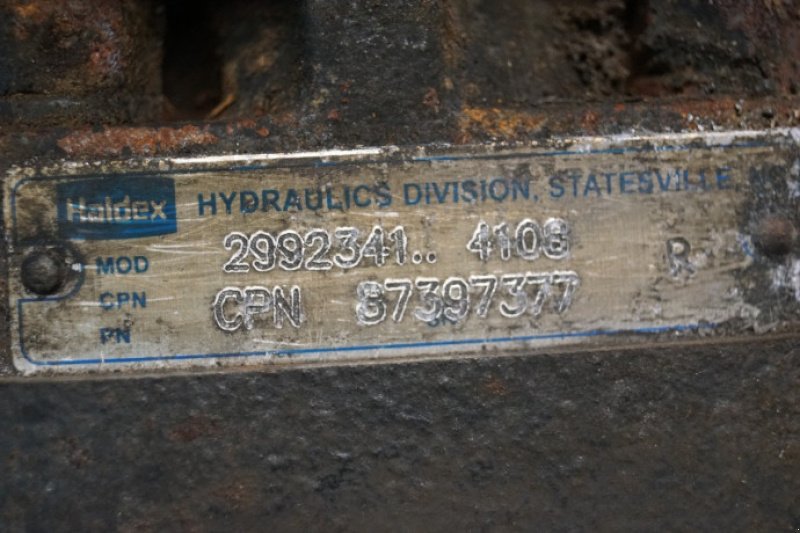 Haldex HYDRAULICS DIVISION, STATESVILLE, N
MOD 2992341.. 4108 R
CPN CPN 87397377
PN